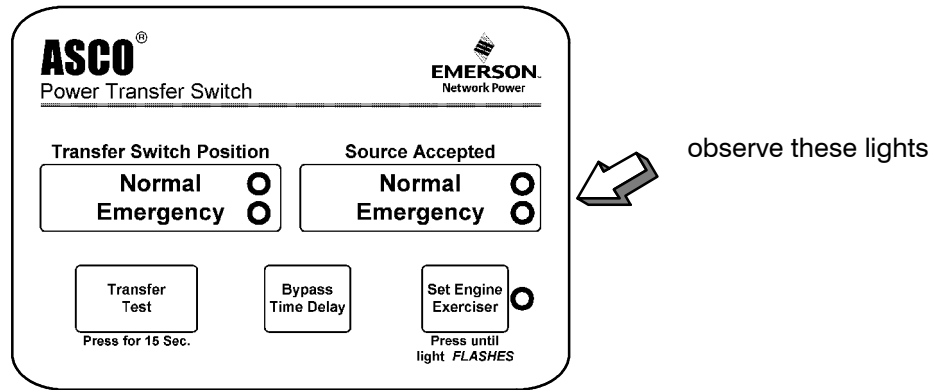 ASCO®
Power Transfer Switch
EMERSON.
Network Power
Transfer Switch Position
Normal
Emergency
Source Accepted
Normal
Emergency
observe these lights
Transfer
Test
Press for 15 Sec.
Bypass
Time Delay
Set Engine
Exerciser
Press until
light FLASHES